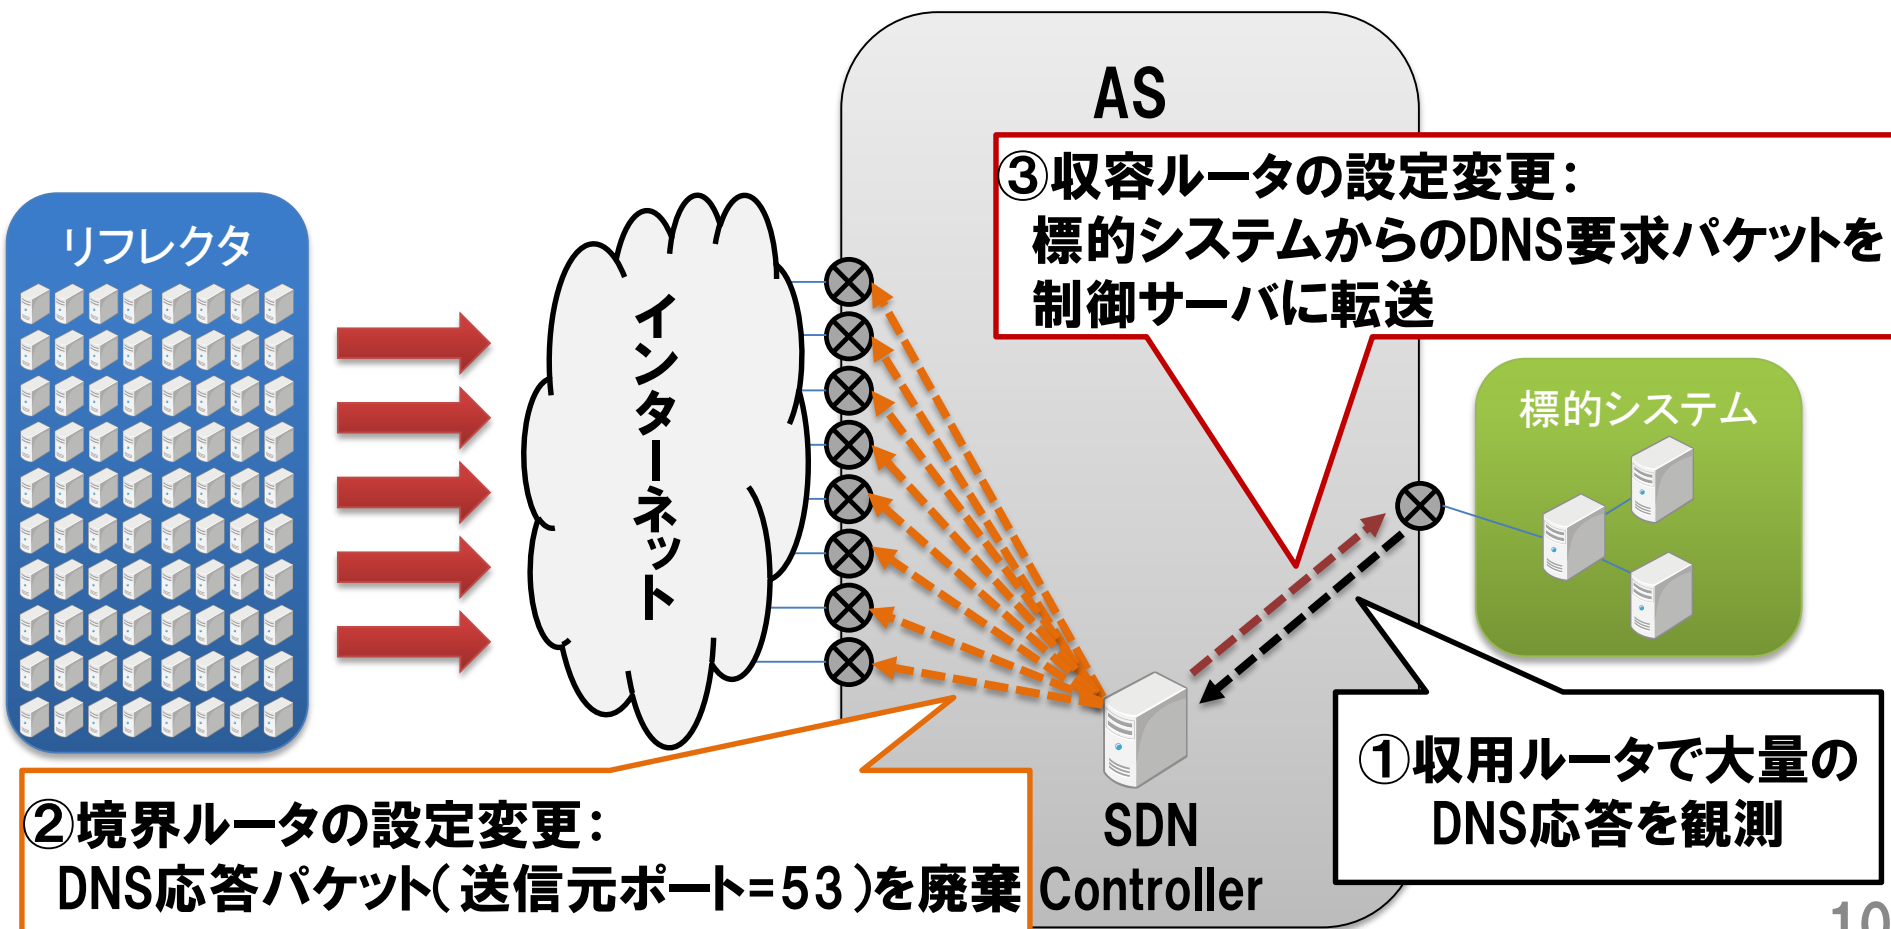 AS
③収容ルータの設定変更：
標的システムからのDNS要求パケットを
制御サーバに転送
リフレクタ
インターネット
標的システム
①収用ルータで大量の
DNS応答を観測
②境界ルータの設定変更：
DNS応答パケット（送信元ポート=53）を廃棄
SDN
Controller
10